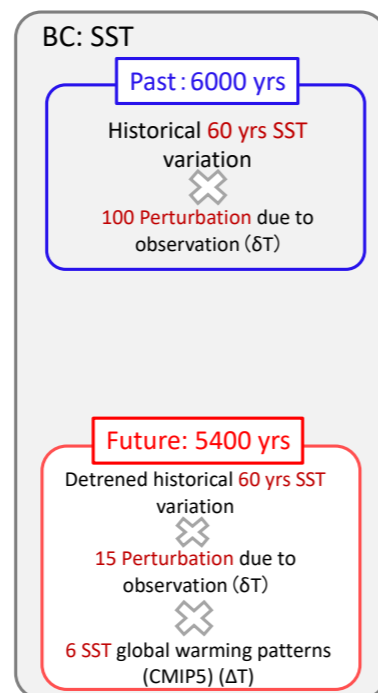 BC: SST
Past：6000 yrs
Historical 60 yrs SST
variation
100 Perturbation due to
observation (δT)
Future: 5400 yrs
Detrened historical 60 yrs SST
variation
15 Perturbation due to
observation (δT)
6 SST global warming patterns
(CMIP5) (ΔT)